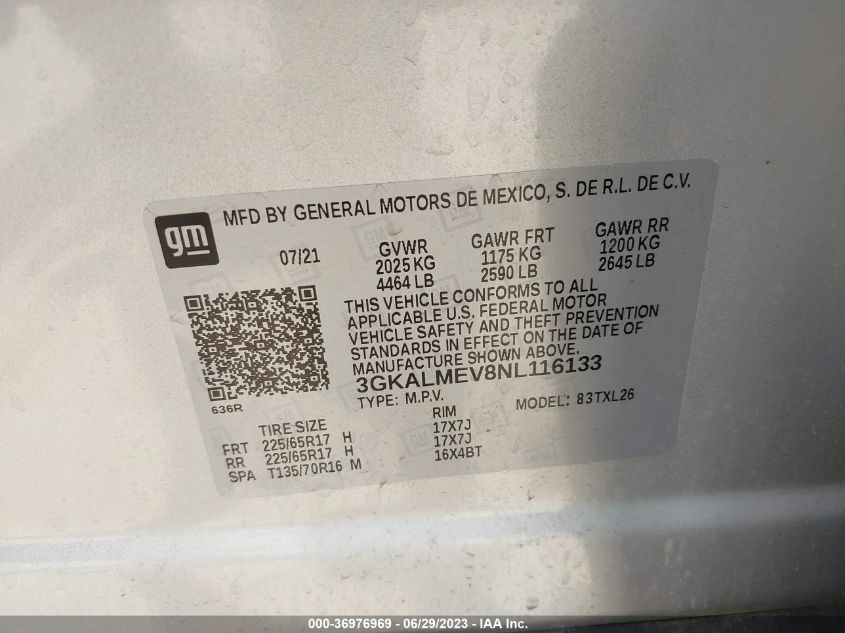 gm
MFD BY GENERAL MOTORS DE MEXICO, S. DE R.L. DE C.V.
07/21
GVWR
2025 KG
4464 LB
GAWR FRT
1175 KG
2590 LB
GAWR RR
1200 KG
2645 LB
THIS VEHICLE CONFORMS TO ALL
APPLICABLE U.S. FEDERAL MOTOR
VEHICLE SAFETY AND THEFT PREVENTION
STANDARDS IN EFFECT ON THE DATE OF
MANUFACTURE SHOWN ABOVE.
3GKALMEV8NL116133
TYPE: M.P.V. MODEL: 83TXL26
636R
TIRE SIZE RIM
FRT 225/65R17 H 17X7J
RR 225/65R17 H 17X7J
SPA T135/70R16 M 16X4BT
000-36976969 - 06/29/2023 - IAA Inc.